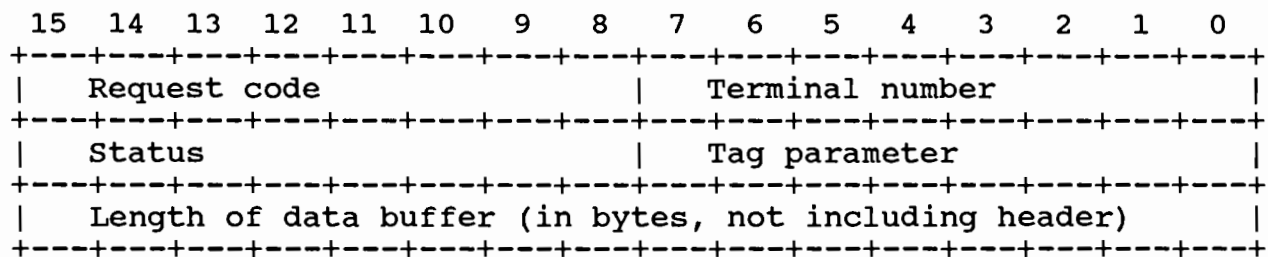 15 14 13 12 11 10 9 8 7 6 5 4 3 2 1 0
+---+---+---+---+---+---+---+---+---+---+---+---+---+---+---+---+
| Request code | Terminal number |
+---+---+---+---+---+---+---+---+---+---+---+---+---+---+---+---+
| Status | Tag parameter |
+---+---+---+---+---+---+---+---+---+---+---+---+---+---+---+---+
| Length of data buffer (in bytes, not including header) |
+---+---+---+---+---+---+---+---+---+---+---+---+---+---+---+---+